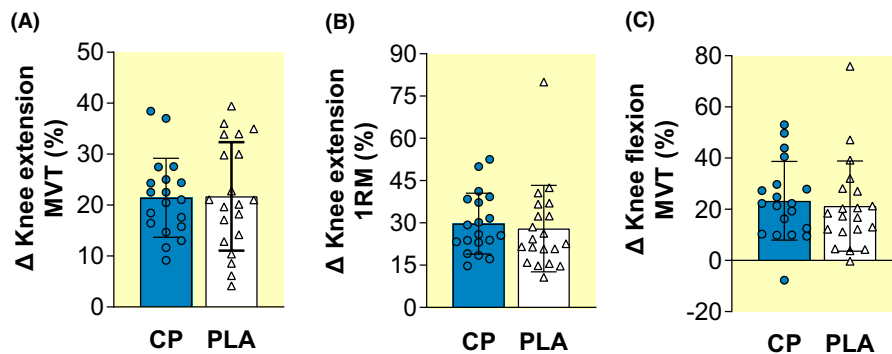 (A)
Δ Knee extension
MVT (%)
50
40
30
20
10
0
CP PLA
(B)
Δ Knee extension
1RM (%)
90
75
60
45
30
15
0
CP PLA
(C)
Δ Knee flexion
MVT (%)
80
60
40
20
0
-20
CP PLA